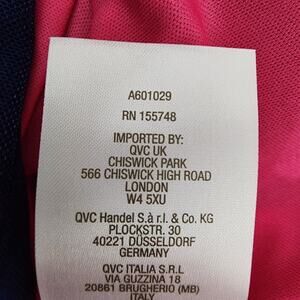 A601029
RN 155748
IMPORTED BY:
QVC UK
CHISWICK PARK
566 CHISWICK HIGH ROAD
LONDON
W4 5XU
QVC Handel S.à r.l. & Co. KG
PLOCKSTR. 30
40221 DÜSSELDORF
GERMANY
QVC ITALIA S.R.L
VIA GUZZINA 18
20861 BRUGHERIO (MB)
ITALY